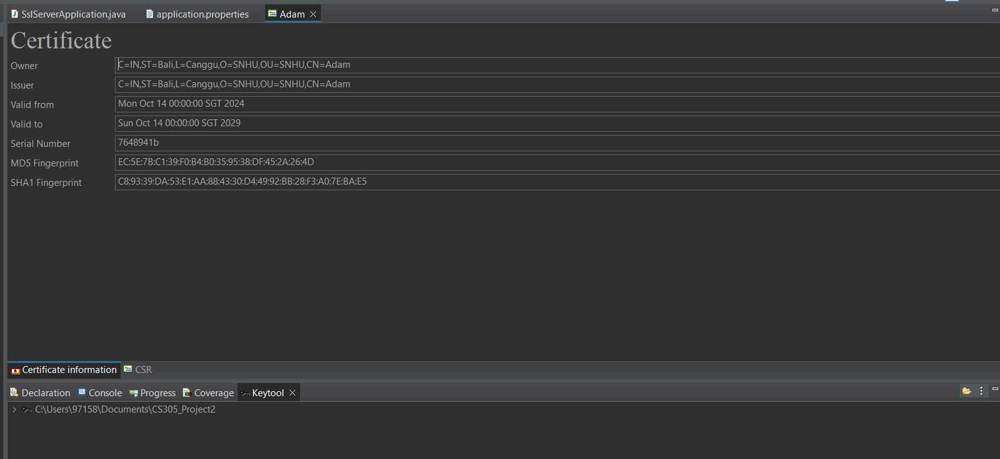 SslServerApplication.java application.properties Adam
Certificate
Owner C=IN,ST=Bali,L=Canggu,O=SNHU,OU=SNHU,CN=Adam
Issuer C=IN,ST=Bali,L=Canggu,O=SNHU,OU=SNHU,CN=Adam
Valid from Mon Oct 14 00:00:00 SGT 2024
Valid to Sun Oct 14 00:00:00 SGT 2029
Serial Number 7648941b
MD5 Fingerprint EC:5E:7B:C1:39:F0:B4:B0:35:95:38:DF:45:2A:26:4D
SHA1 Fingerprint C8:93:39:DA:53:E1:AA:88:43:30:D4:49:92:BB:28:F3:A0:7E:BA:E5
Certificate information CSR
Declaration Console Progress Coverage Keytool
C:\Users\97158\Documents\CS305_Project2